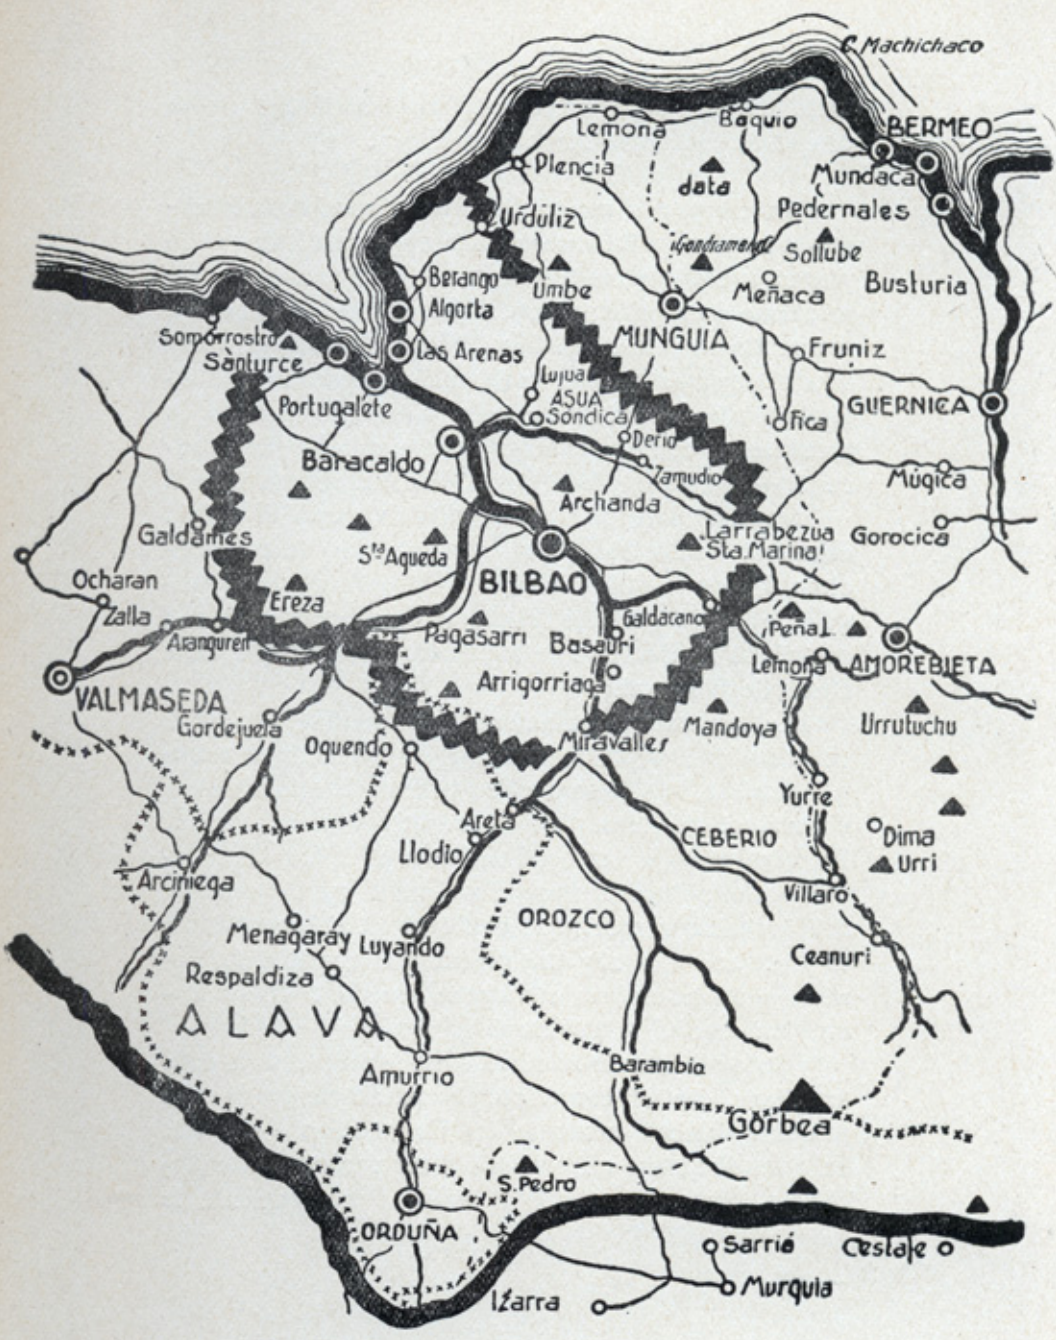 C. Machichaco
Lemona
Baquio
BERMEO
Plencia
data
Mundaca
Pedernales
Urduliz
Sollube
Berango
Umbe
Meñaca
Busturia
Algorta
MUNGUIA
Somorrostro
Santurce
Las Arenas
Fruniz
Lujua
Portugalete
ASUA
Sondica
GUERNICA
Fica
Derio
Baracaldo
Zamudio
Múgica
Archanda
Galdames
Larrabezua
Sta. Marina
Gorocica
Sta. Agueda
BILBAO
Ocharan
Ereza
Zalla
Galdacano
Peña L.
Aranguren
Pagasarri
Basauri
Lemona
AMOREBIETA
VALMASEDA
Arrigorriaga
Gordejuela
Mandoya
Urrutuchu
Oquendo
Miravalles
Yurre
Areta
CEBERIO
Dima
Llodio
Urri
Arciniega
Villaro
OROZCO
Menagaray
Luyando
Ceanuri
Respaldiza
ALAVA
Amurrio
Barambio
Gorbea
S. Pedro
ORDUÑA
Sarria
Cestafe
Izarra
Murguia